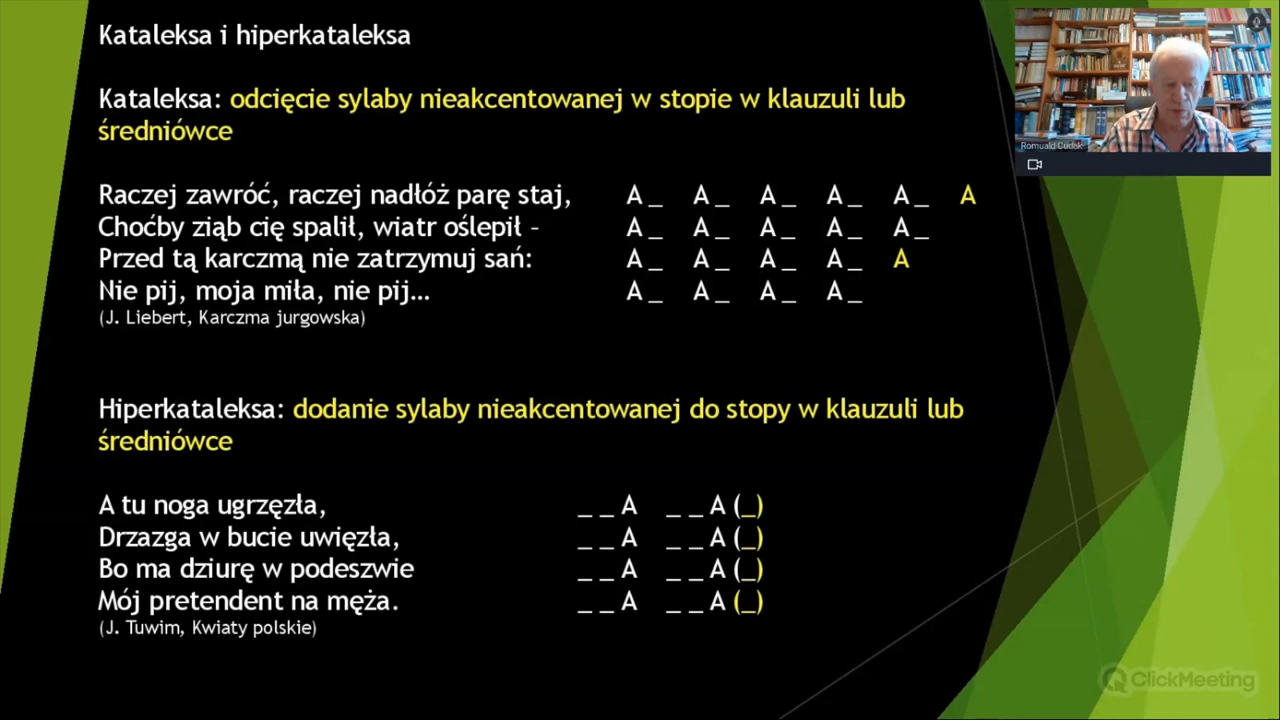 Kataleksa i hiperkataleksa
Kataleksa: odcięcie sylaby nieakcentowanej w stopie w klauzuli lub
średniówce
Raczej zawróć, raczej nadłóż parę staj, A _ A _ A _ A _ A _ A
Choćby ziąb cię spalił, wiatr oślepił – A _ A _ A _ A _ A _
Przed tą karczmą nie zatrzymuj sań: A _ A _ A _ A _ A
Nie pij, moja miła, nie pij... A _ A _ A _ A _
(J. Liebert, Karczma jurgowska)
Hiperkataleksa: dodanie sylaby nieakcentowanej do stopy w klauzuli lub
średniówce
A tu noga ugrzęzła, _ _ A _ _ A (_)
Drzazga w bucie uwięzła, _ _ A _ _ A (_)
Bo ma dziurę w podeszwie _ _ A _ _ A (_)
Mój pretendent na męża. _ _ A _ _ A (_)
(J. Tuwim, Kwiaty polskie)
Romuald Cudak
ClickMeeting